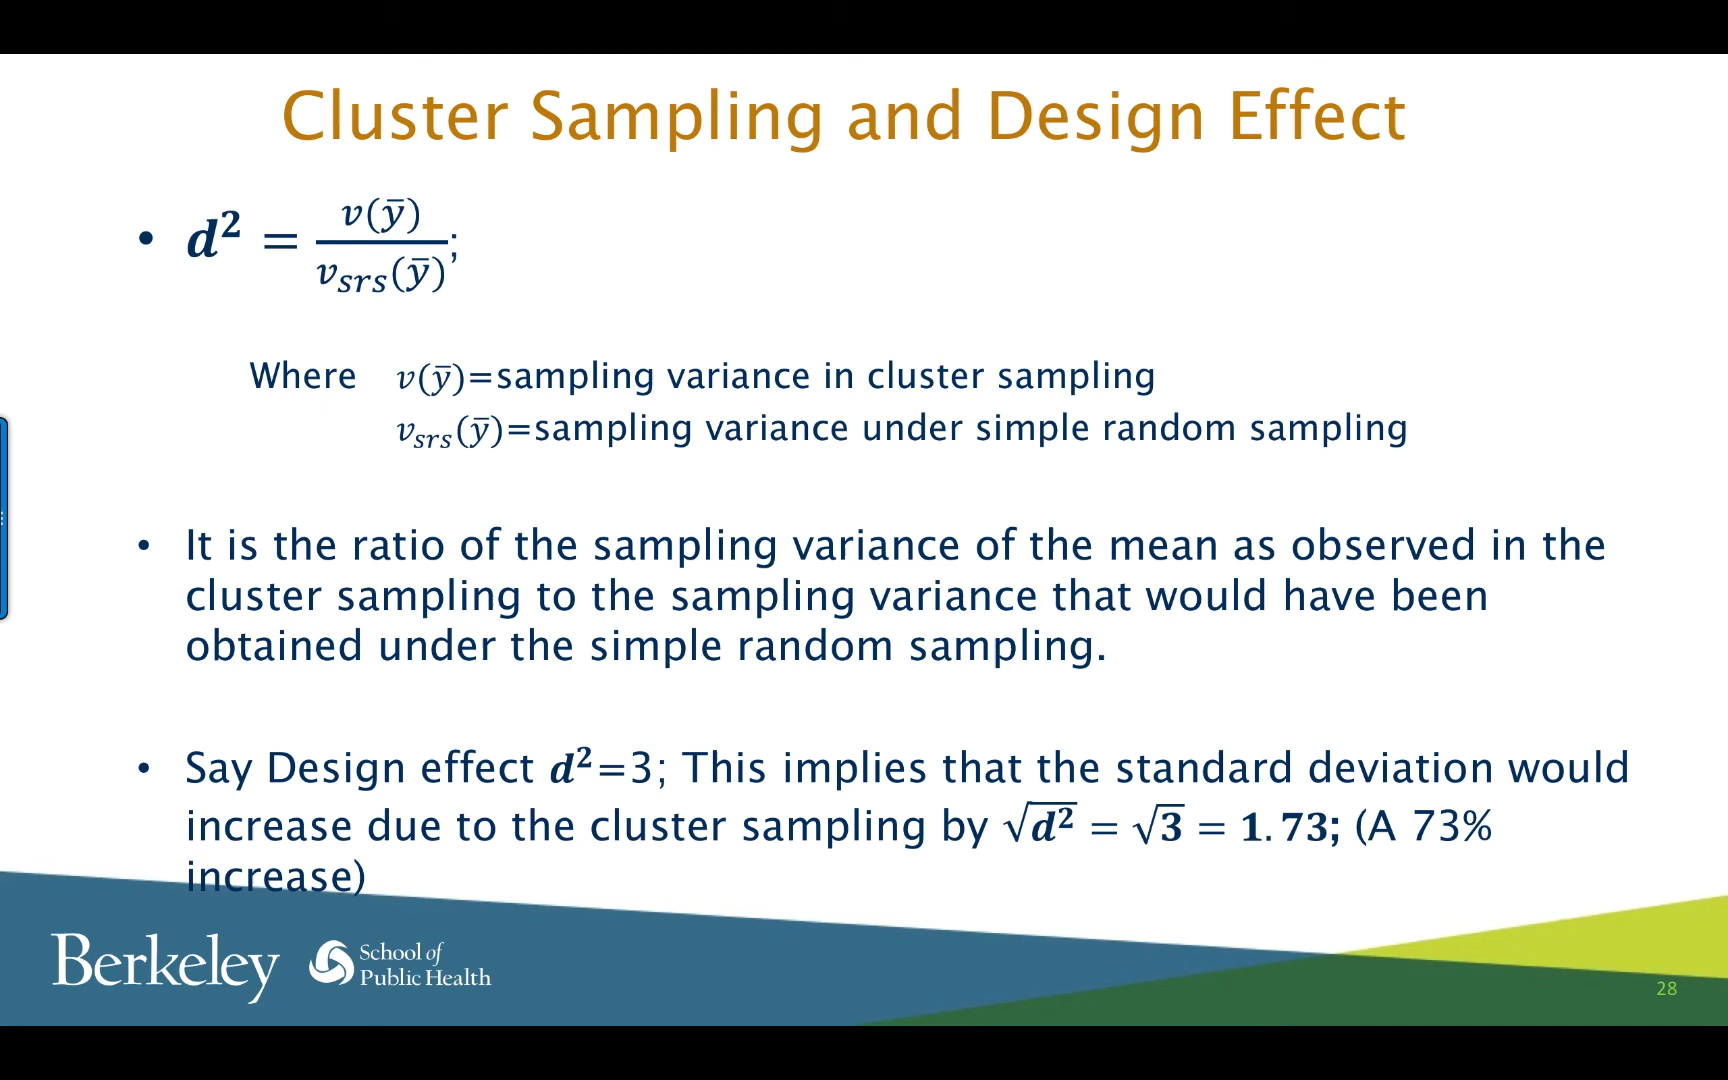 Cluster Sampling and Design Effect
• d² = v(ȳ) / v_srs(ȳ);
Where v(ȳ)=sampling variance in cluster sampling
v_srs(ȳ)=sampling variance under simple random sampling
• It is the ratio of the sampling variance of the mean as observed in the
cluster sampling to the sampling variance that would have been
obtained under the simple random sampling.
• Say Design effect d²=3; This implies that the standard deviation would
increase due to the cluster sampling by √d² = √3 = 1.73; (A 73%
increase)
Berkeley
School of
Public Health
28